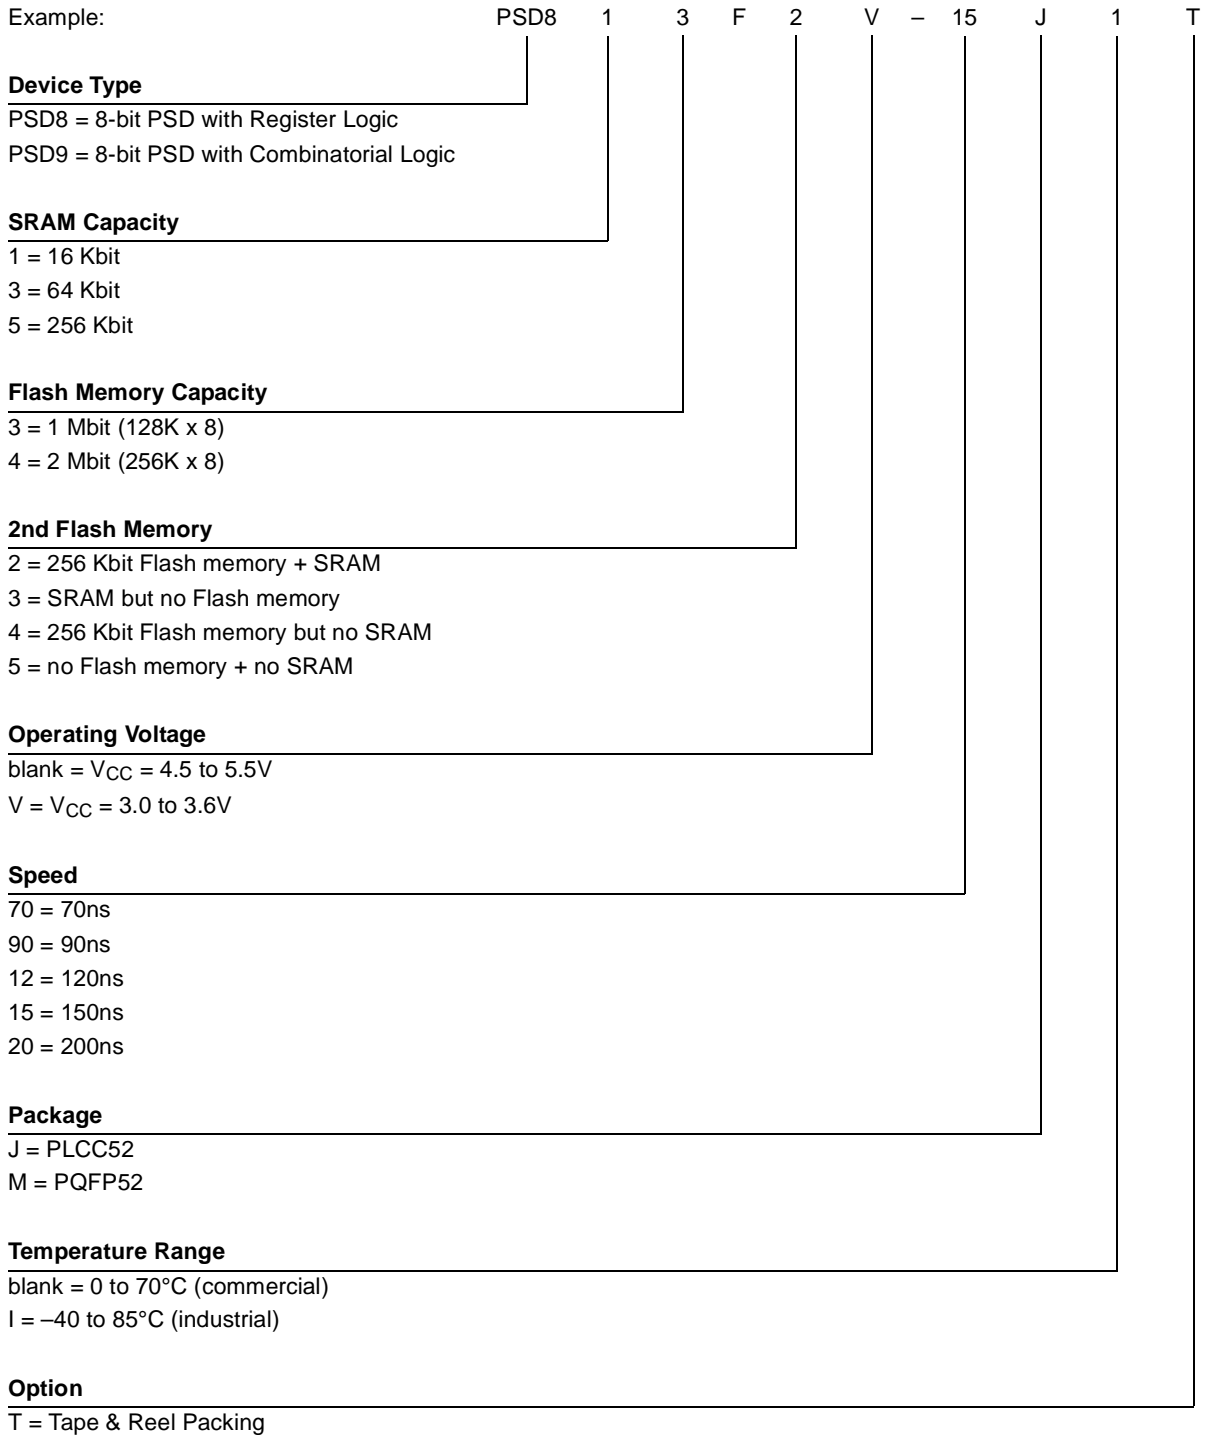 Example: PSD8 1 3 F 2 V – 15 J 1 T
Device Type
PSD8 = 8-bit PSD with Register Logic
PSD9 = 8-bit PSD with Combinatorial Logic
SRAM Capacity
1 = 16 Kbit
3 = 64 Kbit
5 = 256 Kbit
Flash Memory Capacity
3 = 1 Mbit (128K x 8)
4 = 2 Mbit (256K x 8)
2nd Flash Memory
2 = 256 Kbit Flash memory + SRAM
3 = SRAM but no Flash memory
4 = 256 Kbit Flash memory but no SRAM
5 = no Flash memory + no SRAM
Operating Voltage
blank = VCC = 4.5 to 5.5V
V = VCC = 3.0 to 3.6V
Speed
70 = 70ns
90 = 90ns
12 = 120ns
15 = 150ns
20 = 200ns
Package
J = PLCC52
M = PQFP52
Temperature Range
blank = 0 to 70°C (commercial)
I = –40 to 85°C (industrial)
Option
T = Tape & Reel Packing